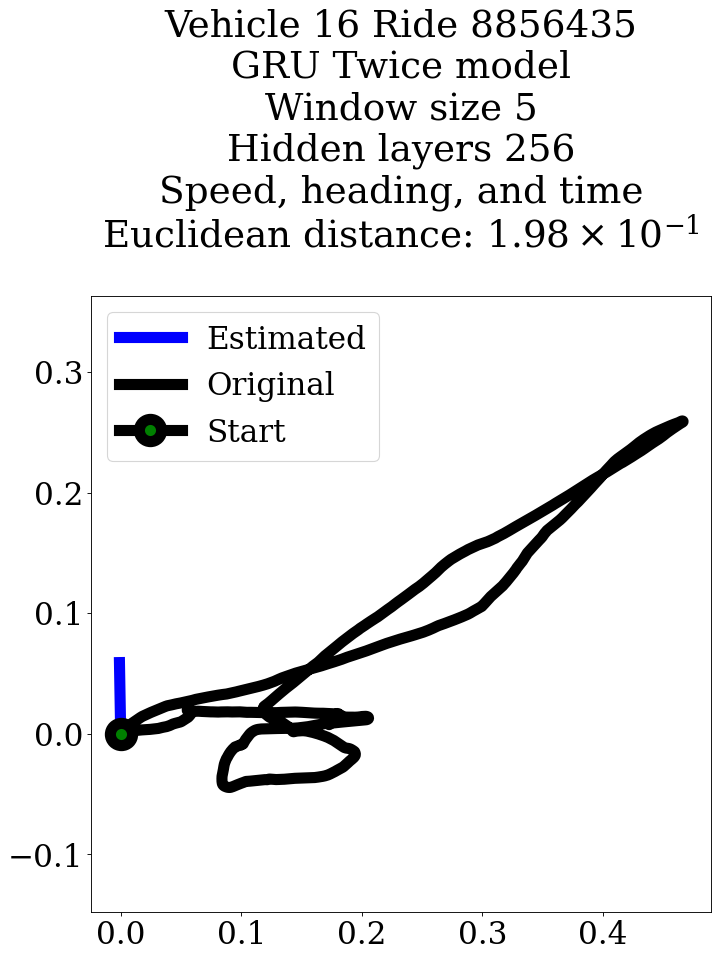 Vehicle 16 Ride 8856435
GRU Twice model
Window size 5
Hidden layers 256
Speed, heading, and time
Euclidean distance: 1.98 × 10⁻¹
Estimated
Original
Start
0.3
0.2
0.1
0.0
−0.1
0.0 0.1 0.2 0.3 0.4